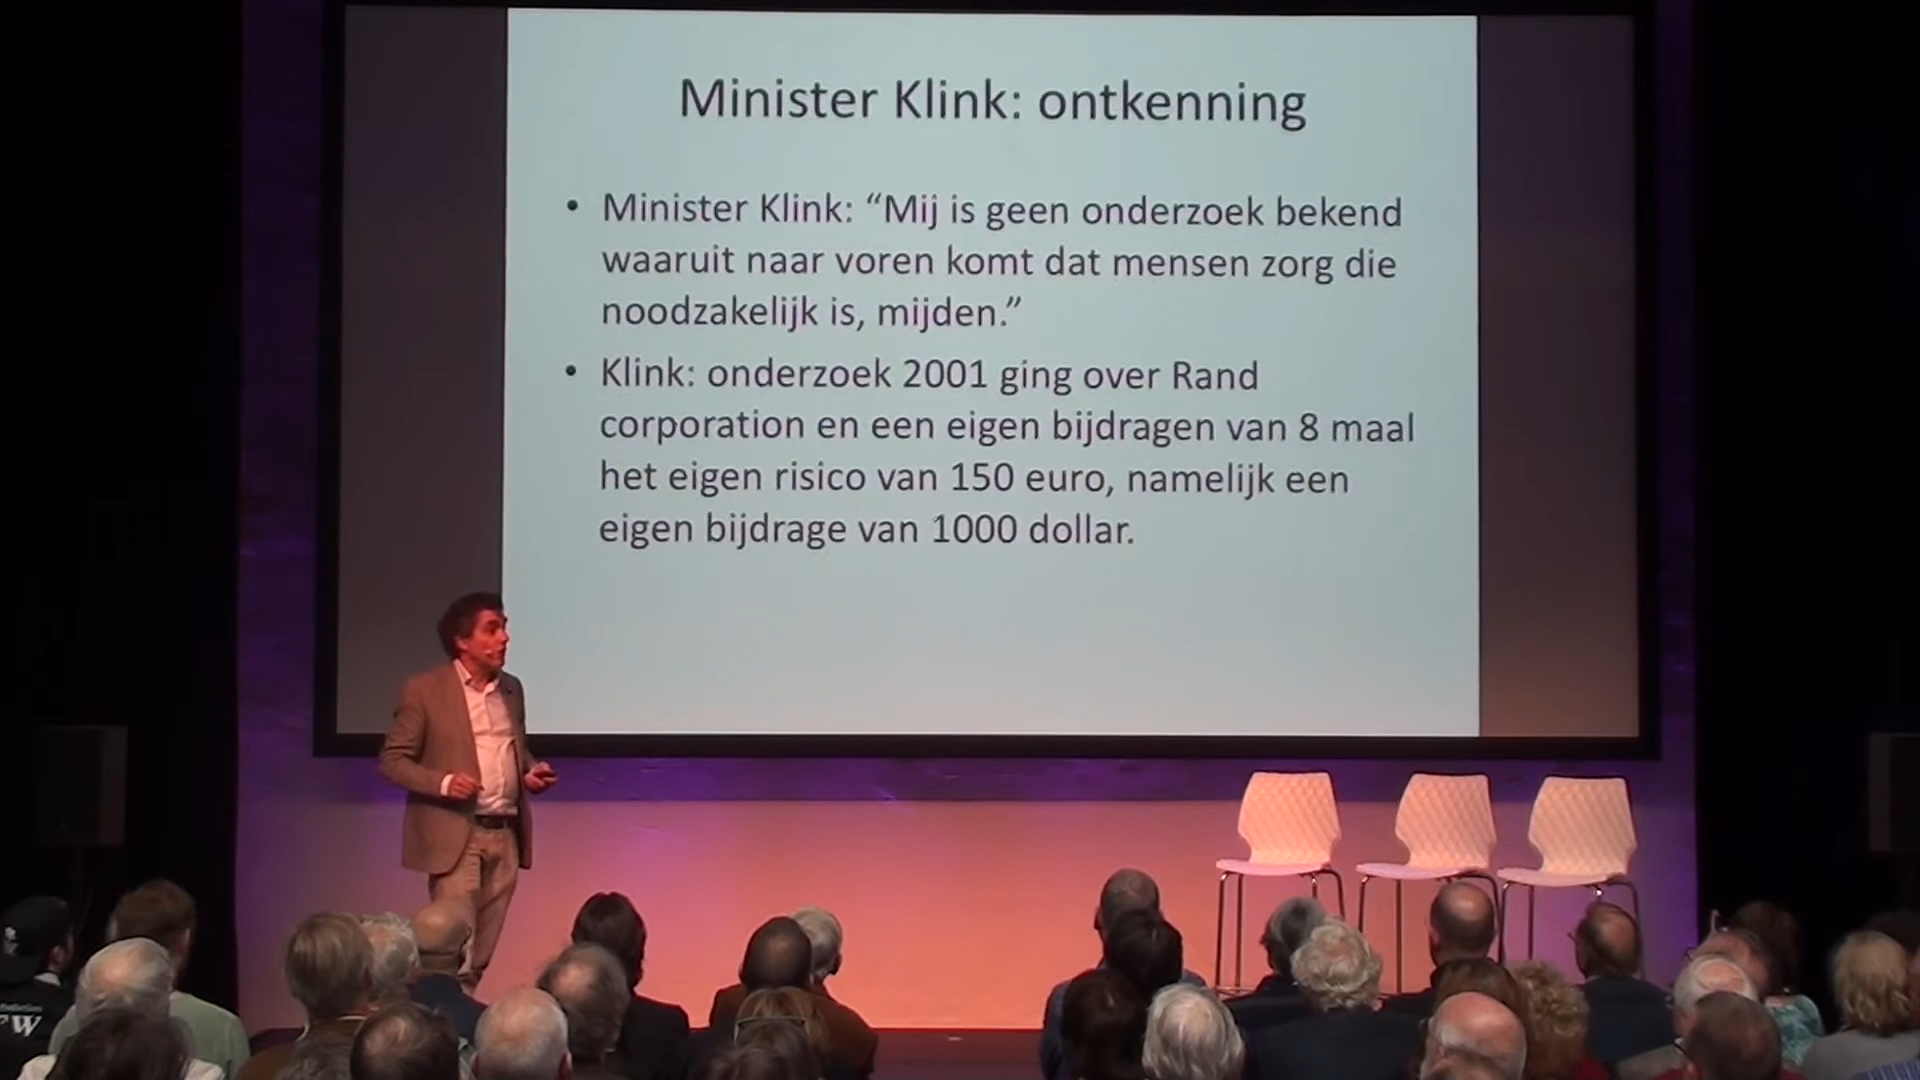 Minister Klink: ontkenning
• Minister Klink: “Mij is geen onderzoek bekend
waaruit naar voren komt dat mensen zorg die
noodzakelijk is, mijden.”
• Klink: onderzoek 2001 ging over Rand
corporation en een eigen bijdragen van 8 maal
het eigen risico van 150 euro, namelijk een
eigen bijdrage van 1000 dollar.